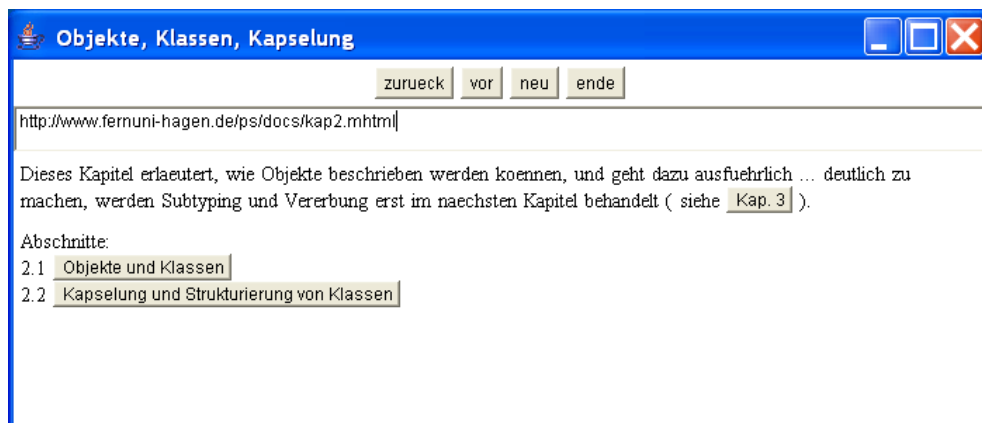 Objekte, Klassen, Kapselung
zurueck vor neu ende
http://www.fernuni-hagen.de/ps/docs/kap2.mhtml
Dieses Kapitel erlaeutert, wie Objekte beschrieben werden koennen, und geht dazu ausfuehrlich ... deutlich zu
machen, werden Subtyping und Vererbung erst im naechsten Kapitel behandelt ( siehe Kap. 3 ).
Abschnitte:
2.1 Objekte und Klassen
2.2 Kapselung und Strukturierung von Klassen